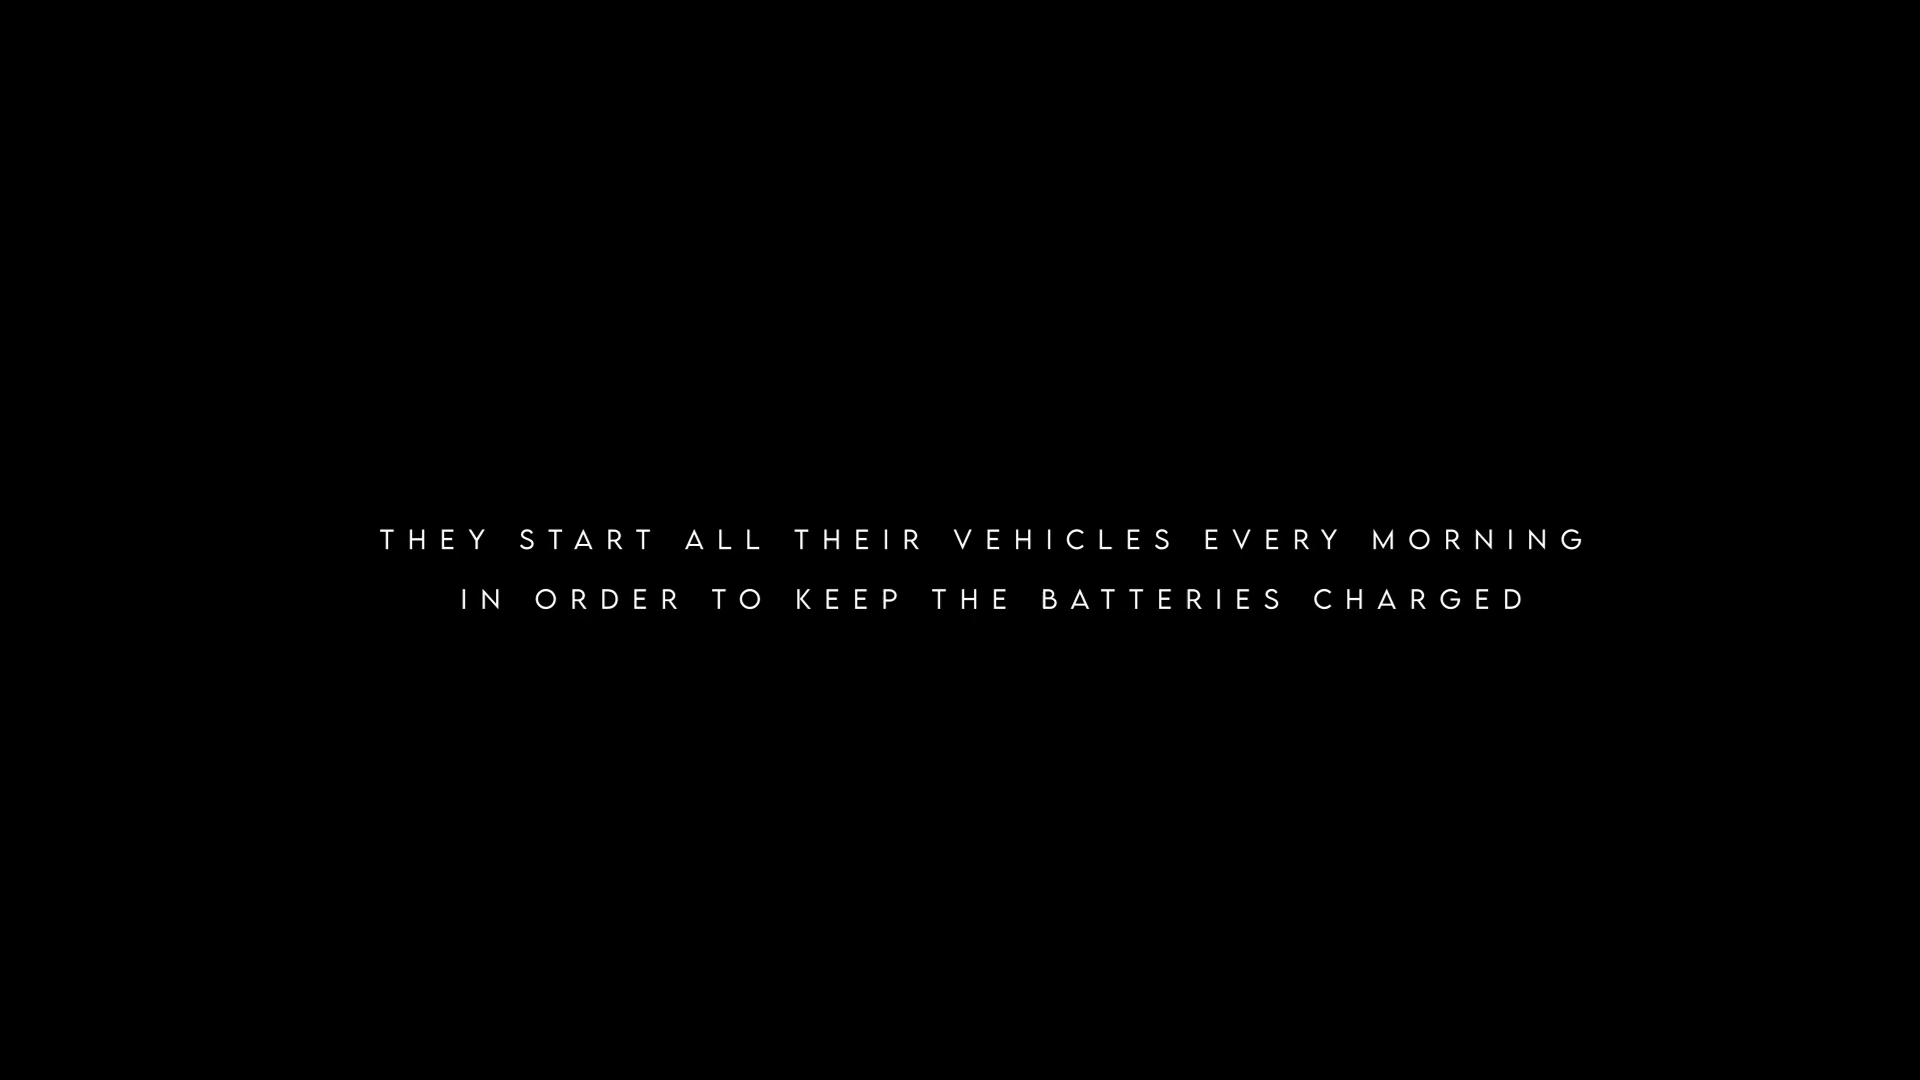 THEY START ALL THEIR VEHICLES EVERY MORNING
IN ORDER TO KEEP THE BATTERIES CHARGED